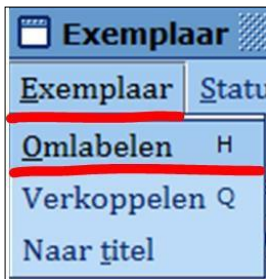 Exemplaar
Exemplaar Statu
Omlabelen H
Verkoppelen Q
Naar titel